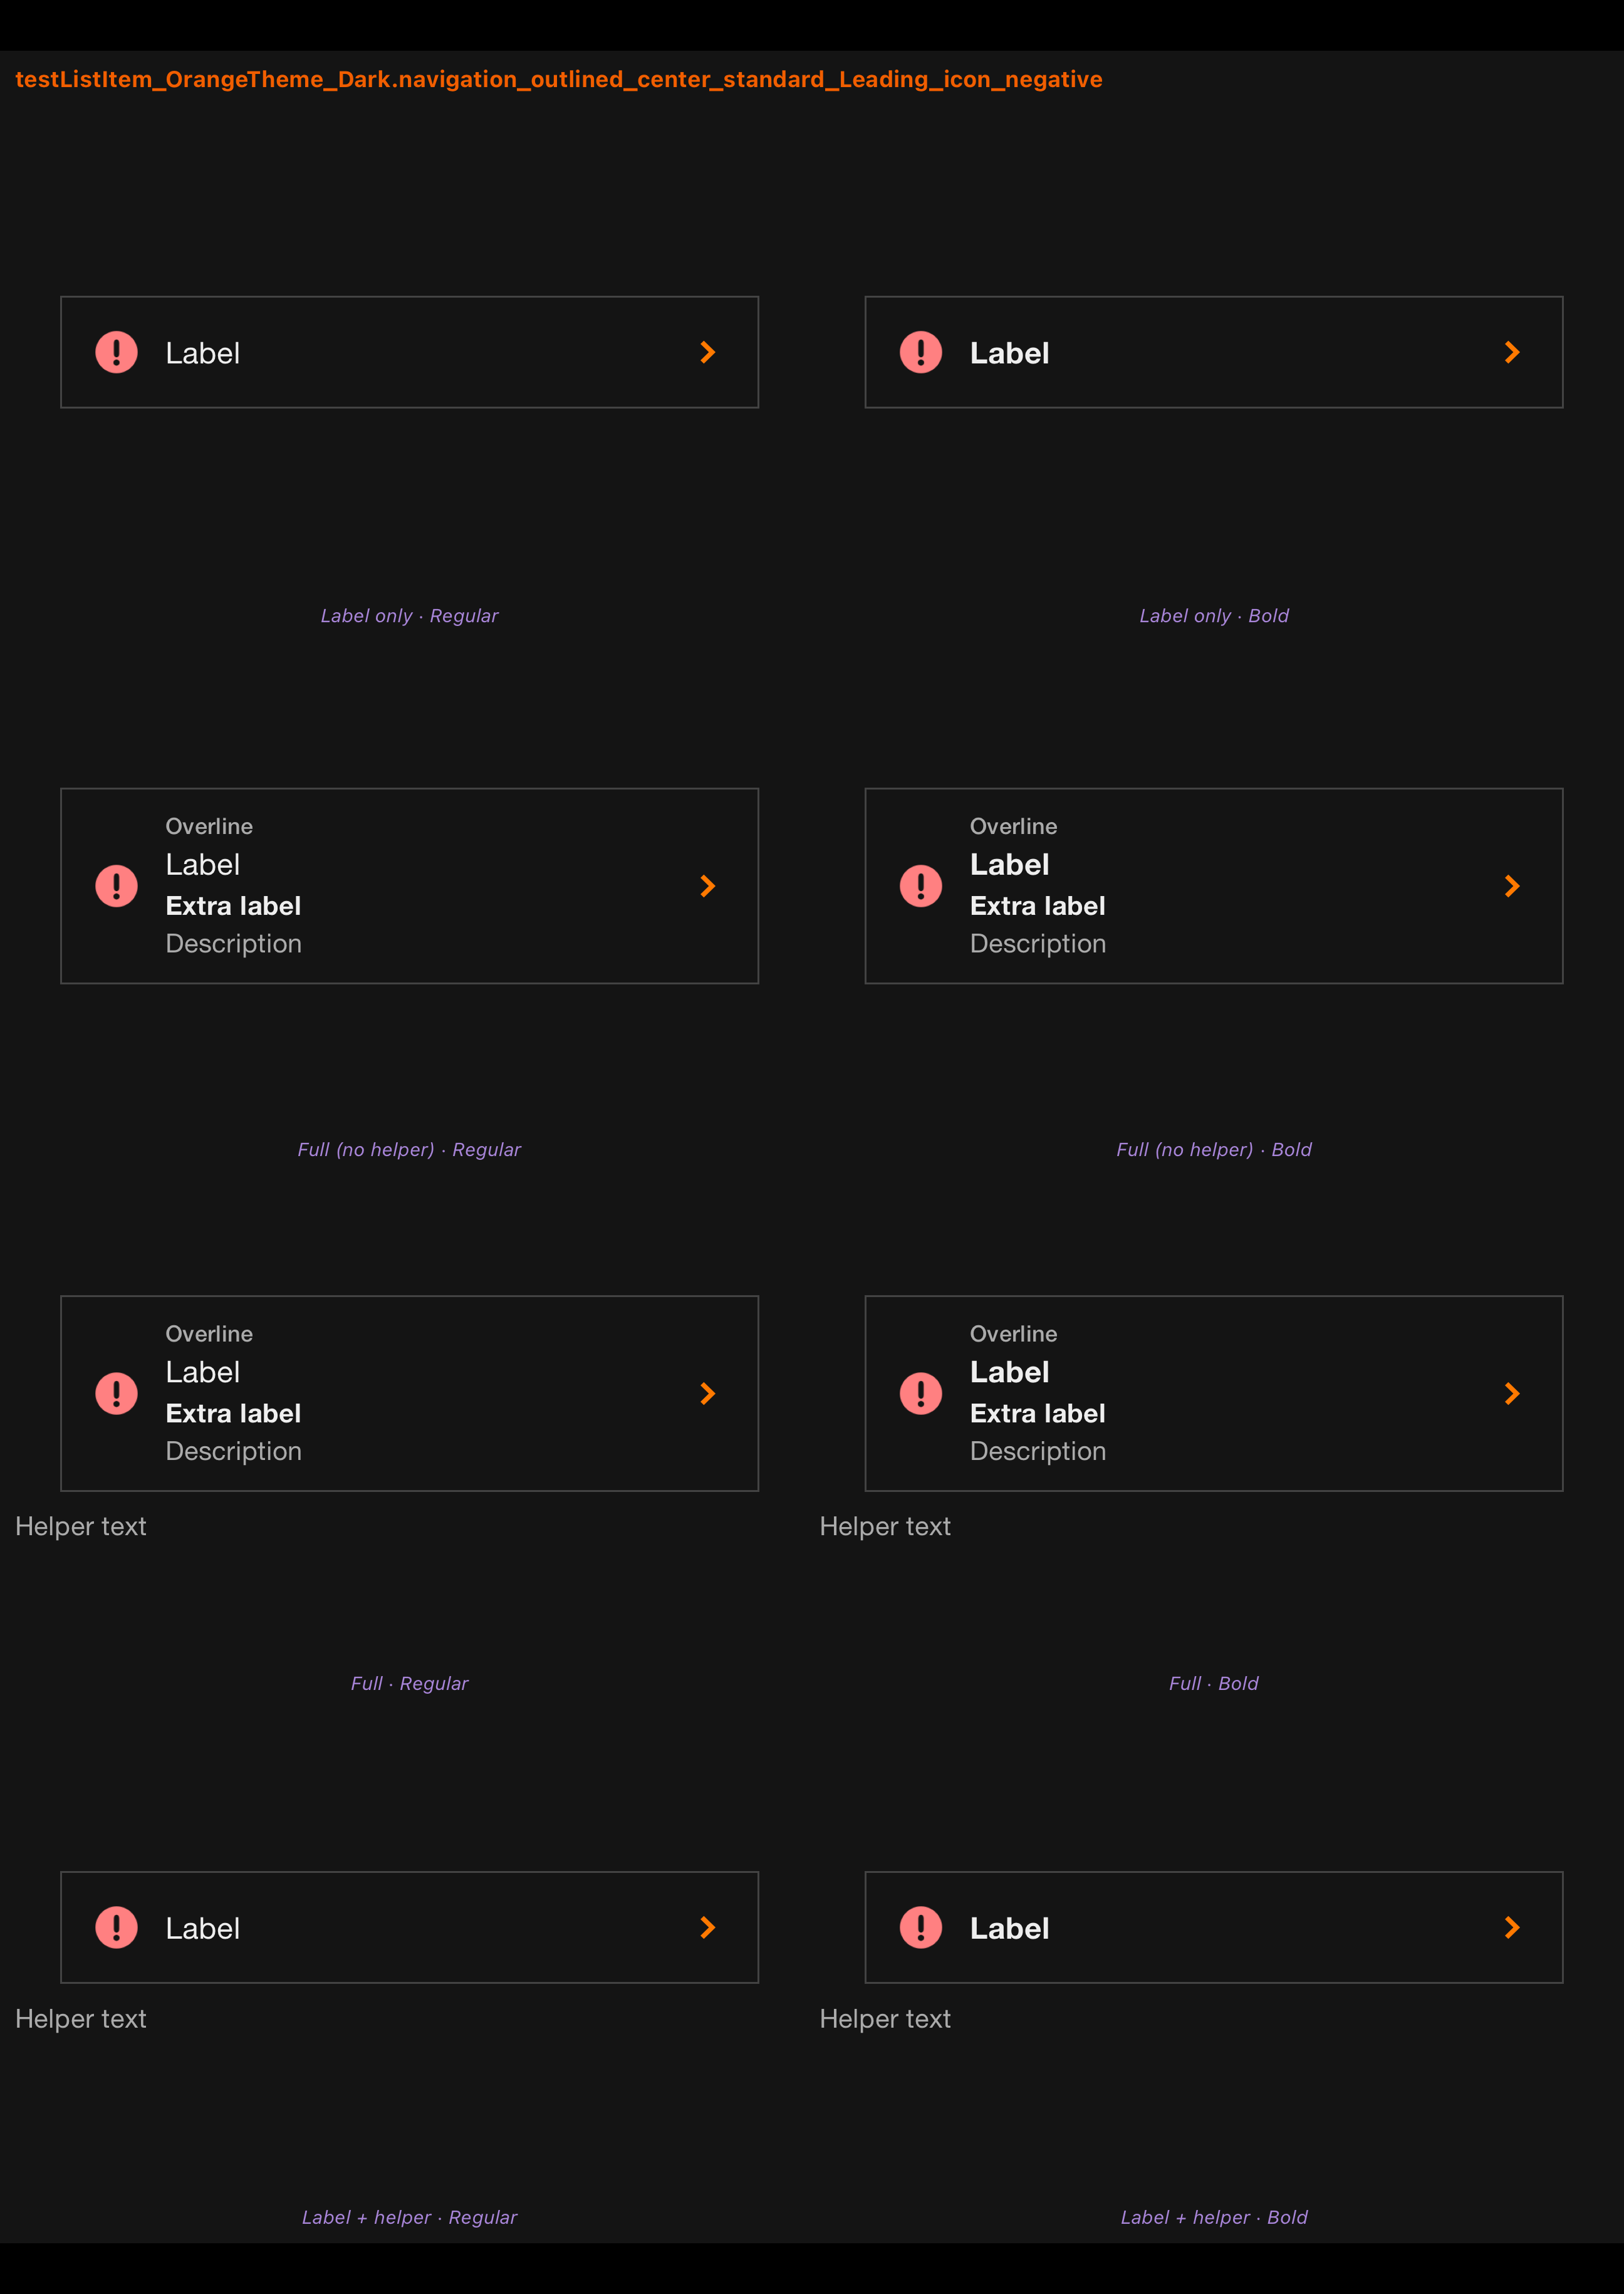 testListItem_OrangeTheme_Dark.navigation_outlined_center_standard_Leading_icon_negative
Label
Label
Label only · Regular
Label only · Bold
Overline
Label
Extra label
Description
Overline
Label
Extra label
Description
Full (no helper) · Regular
Full (no helper) · Bold
Overline
Label
Extra label
Description
Helper text
Overline
Label
Extra label
Description
Helper text
Full · Regular
Full · Bold
Label
Helper text
Label
Helper text
Label + helper · Regular
Label + helper · Bold